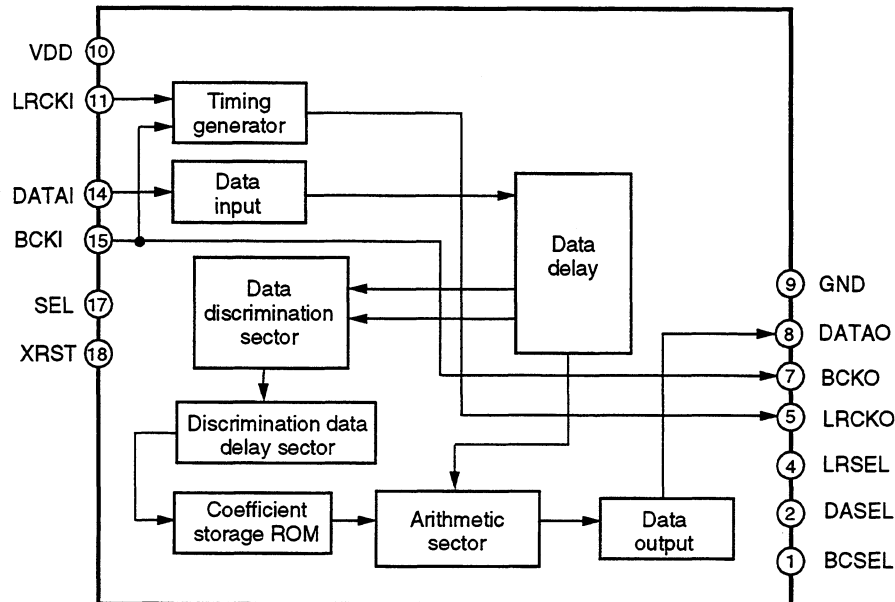 VDD 10
LRCKI 11
Timing
generator
DATAI 14
Data
input
BCKI 15
Data
delay
SEL 17
Data
discrimination
sector
XRST 18
9 GND
8 DATAO
7 BCKO
5 LRCKO
4 LRSEL
2 DASEL
1 BCSEL
Discrimination data
delay sector
Coefficient
storage ROM
Arithmetic
sector
Data
output